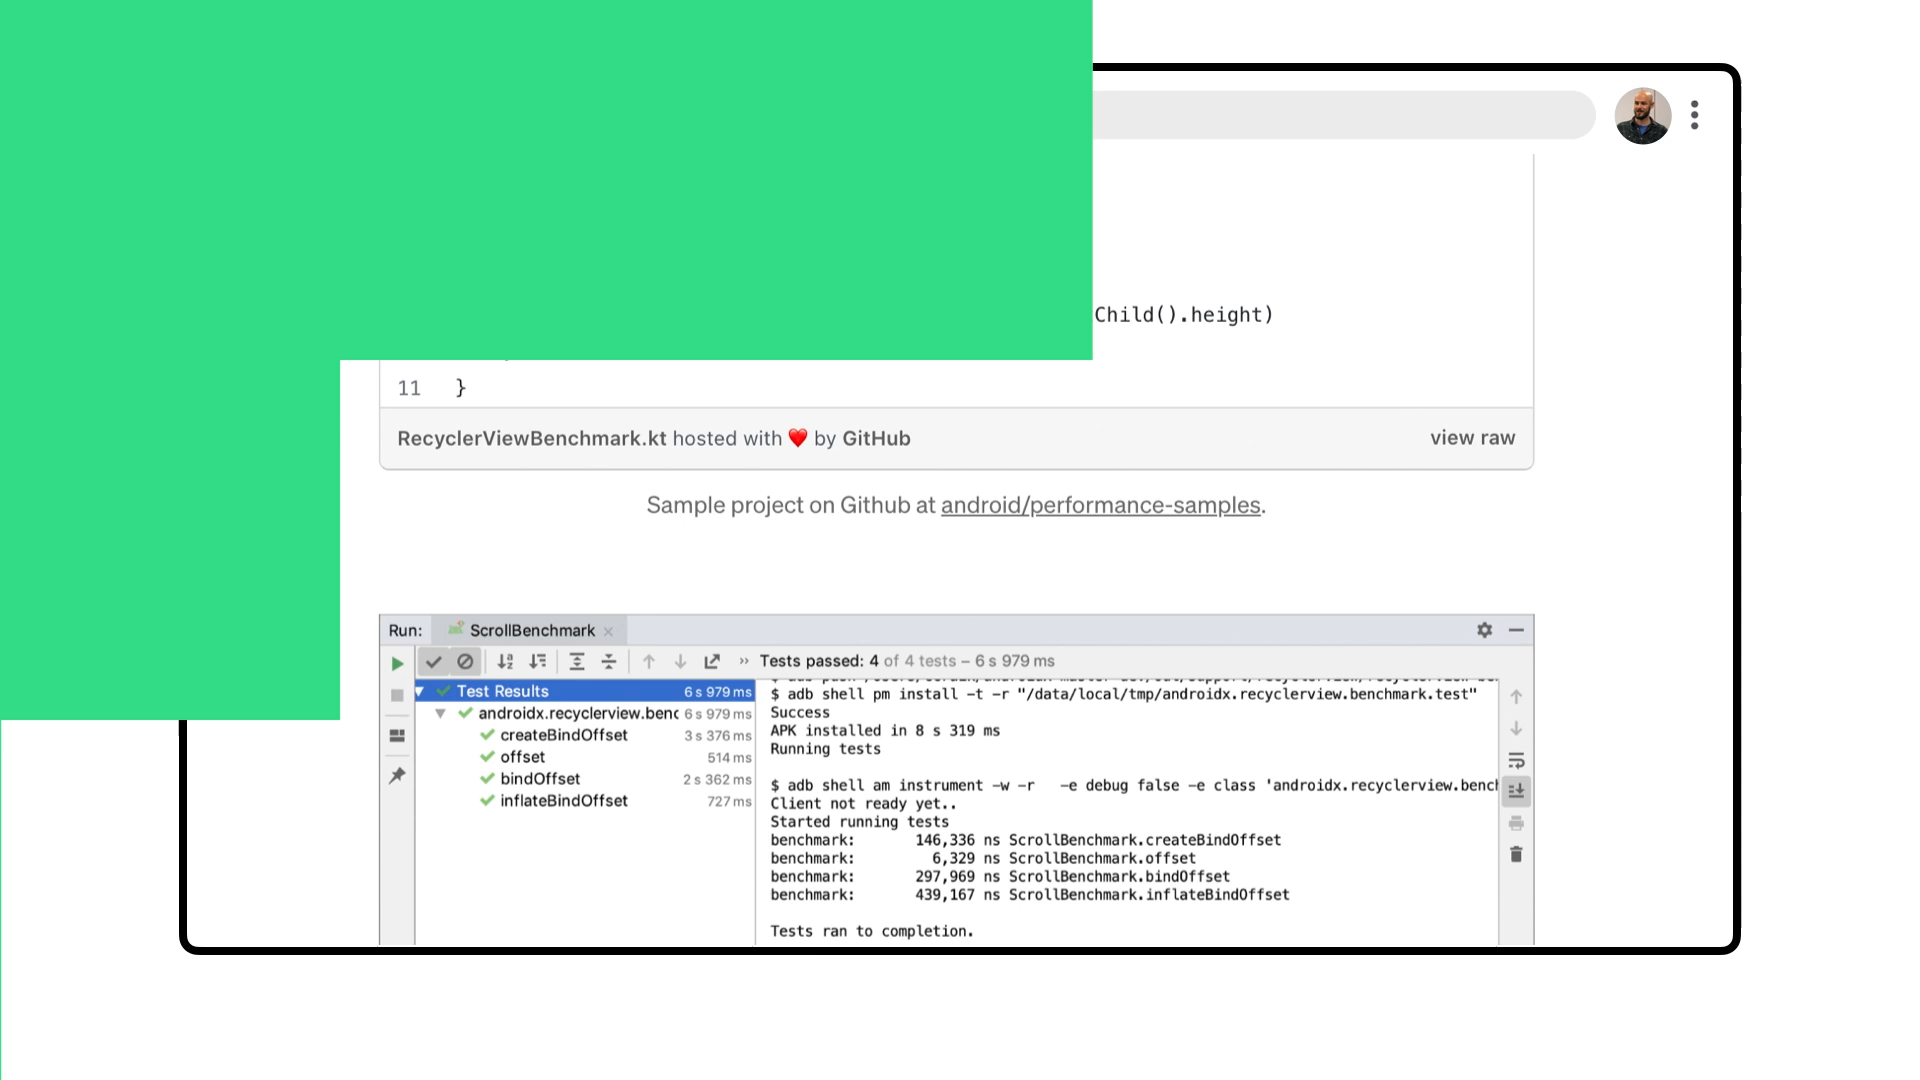 Child().height)
11 }
RecyclerViewBenchmark.kt hosted with ❤ by GitHub view raw
Sample project on Github at android/performance-samples.
Run: ScrollBenchmark
Tests passed: 4 of 4 tests – 6 s 979 ms
Test Results 6 s 979 ms
androidx.recyclerview.benc 6 s 979 ms
createBindOffset 3 s 376 ms
offset 514 ms
bindOffset 2 s 362 ms
inflateBindOffset 727 ms
$ adb shell pm install -t -r "/data/local/tmp/androidx.recyclerview.benchmark.test"
Success
APK installed in 8 s 319 ms
Running tests
$ adb shell am instrument -w -r   -e debug false -e class 'androidx.recyclerview.bench
Client not ready yet..
Started running tests
benchmark:       146,336 ns ScrollBenchmark.createBindOffset
benchmark:         6,329 ns ScrollBenchmark.offset
benchmark:       297,969 ns ScrollBenchmark.bindOffset
benchmark:       439,167 ns ScrollBenchmark.inflateBindOffset
Tests ran to completion.